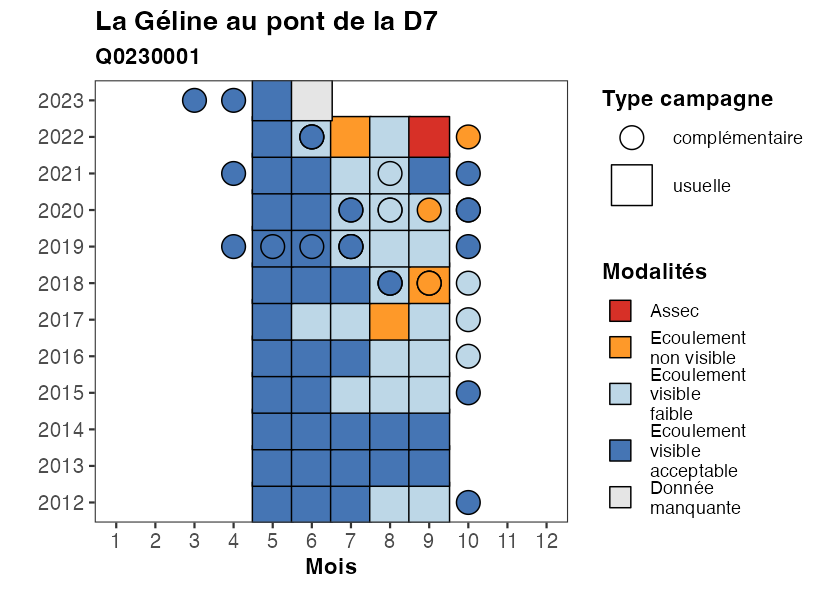 La Géline au pont de la D7
Q0230001
2023
2022
2021
2020
2019
2018
2017
2016
2015
2014
2013
2012
1 2 3 4 5 6 7 8 9 10 11 12
Mois
Type campagne
complémentaire
usuelle
Modalités
Assec
Ecoulement
non visible
Ecoulement
visible
faible
Ecoulement
visible
acceptable
Donnée
manquante